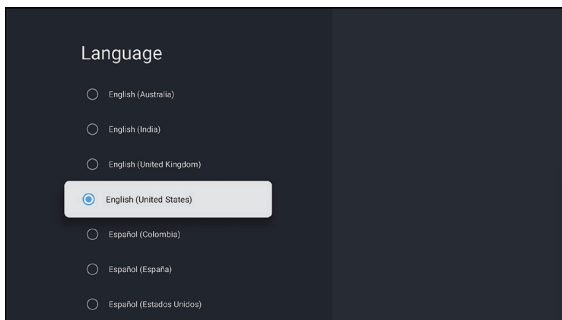 Language
English (Australia)
English (India)
English (United Kingdom)
English (United States)
Español (Colombia)
Español (España)
Español (Estados Unidos)